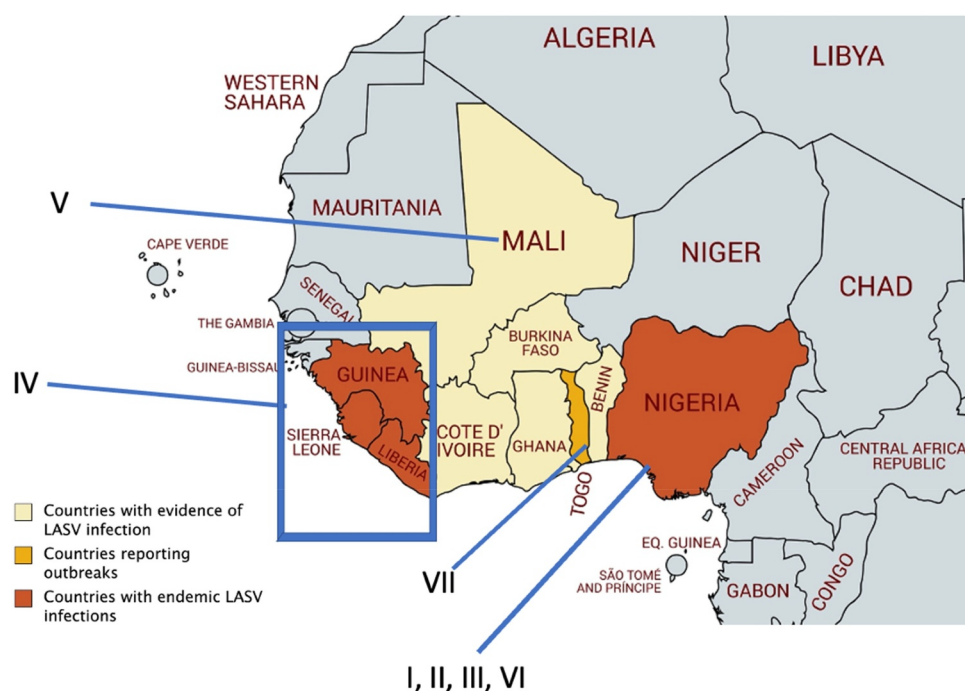 ALGERIA
LIBYA
WESTERN
SAHARA
V
MAURITANIA
MALI
NIGER
CAPE VERDE
CHAD
SENEGAL
THE GAMBIA
BURKINA
FASO
GUINEA-BISSAU
IV
GUINEA
BENIN
NIGERIA
SIERRA
LEONE
LIBERIA
COTE D'
IVOIRE
GHANA
CENTRAL AFRICA
REPUBLIC
CAMEROON
TOGO
Countries with evidence of
LASV infection
Countries reporting
outbreaks
Countries with endemic LASV
infections
VII
EQ. GUINEA
SÃO TOMÉ
AND PRÍNCIPE
GABON
CONGO
I, II, III, VI